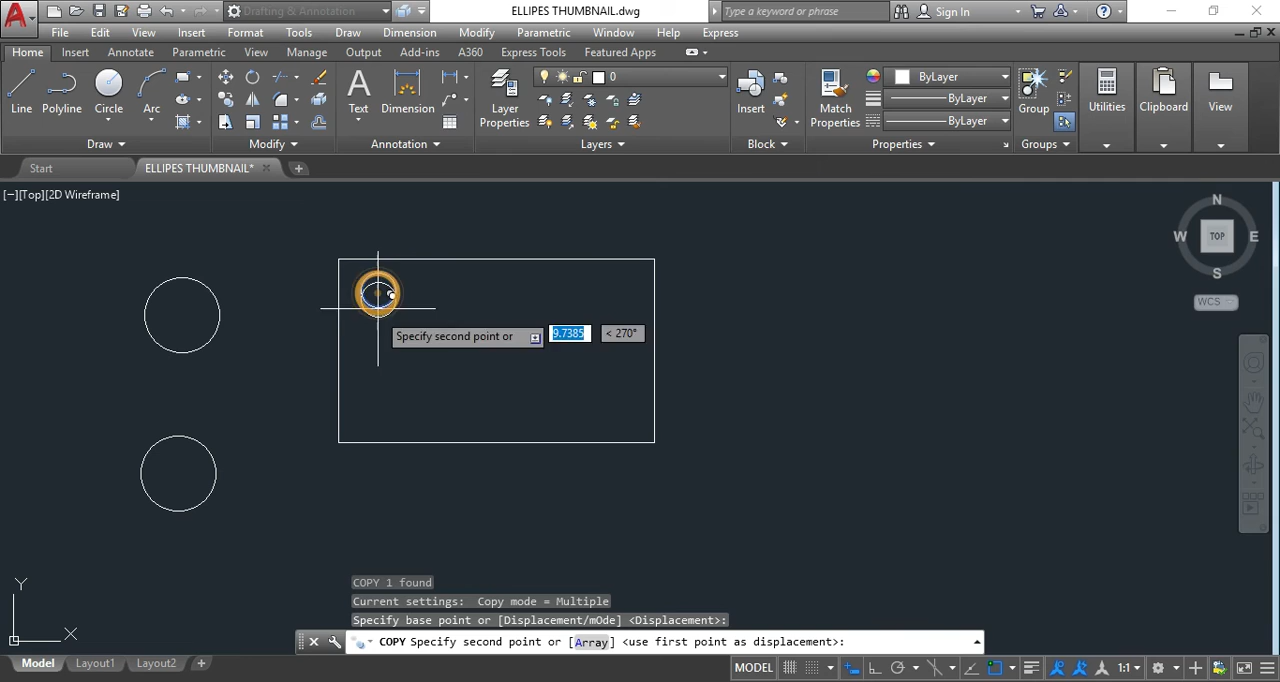 Drafting & Annotation
ELLIPES THUMBNAIL.dwg
Type a keyword or phrase
Sign In
File Edit View Insert Format Tools Draw Dimension Modify Parametric Window Help Express
Home Insert Annotation Parametric View Manage Output Add-ins A360 Express Tools Featured Apps
Line Polyline Circle Arc
Text Dimension
Layer Properties
0
Insert
Match Properties
ByLayer
ByLayer
ByLayer
Group
Utilities
Clipboard
View
Draw Modify Annotation Layers Block Properties Groups
Start
ELLIPES THUMBNAIL*
[−][Top][2D Wireframe]
N
W TOP E
S
WCS
Specify second point or 9.7385 < 270°
Y
X
COPY 1 found
Current settings:  Copy mode = Multiple
Specify base point or [Displacement/mOde] <Displacement>:
COPY Specify second point or [Array] <use first point as displacement>:
Model Layout1 Layout2
MODEL
1:1